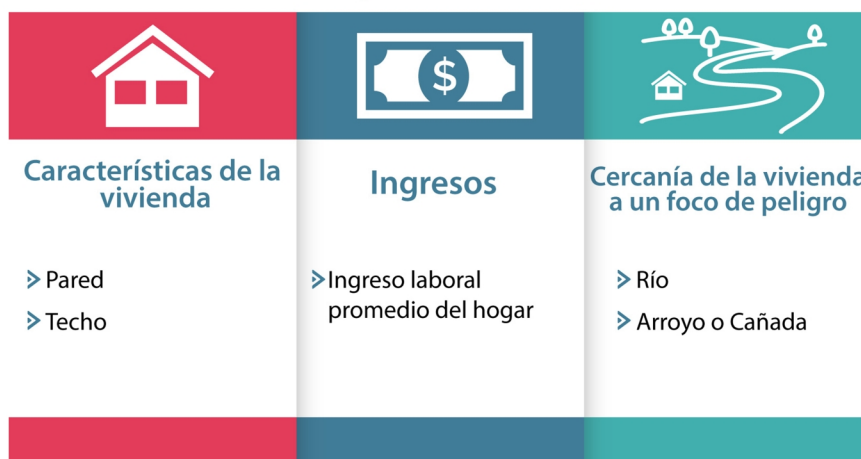 $
Característícas de la
vivienda
Pared
Techo
Ingresos
Ingreso laboral
promedio del hogar
Cercanía de la vivienda
a un foco de peligro
Río
Arroyo o Cañada